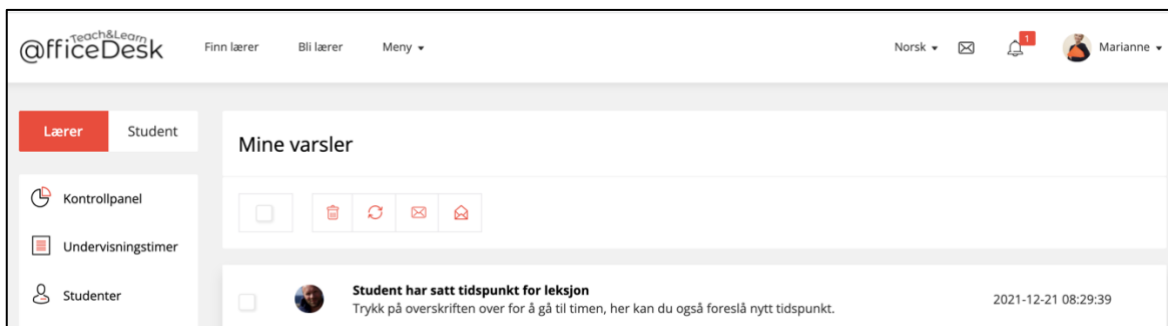 Teach&Learn
@fficeDesk
Finn lærer
Bli lærer
Meny
Norsk
1
Marianne
Lærer
Student
Mine varsler
Kontrollpanel
Undervisningstimer
Studenter
Student har satt tidspunkt for leksjon
Trykk på overskriften over for å gå til timen, her kan du også foreslå nytt tidspunkt.
2021-12-21 08:29:39